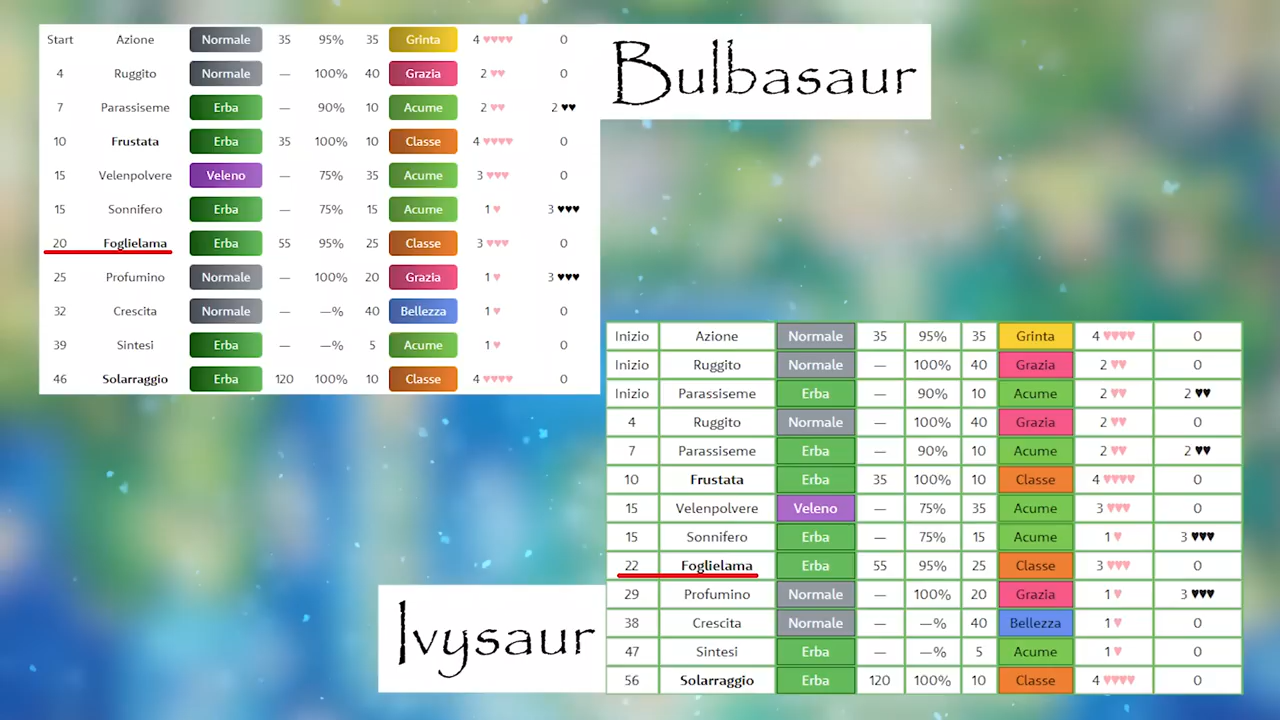 Start Azione Normale 35 95% 35 Grinta 4 ♥♥♥♥ 0
4 Ruggito Normale — 100% 40 Grazia 2 ♥♥ 0
7 Parassiseme Erba — 90% 10 Acume 2 ♥♥ 2 ♥♥
10 Frustata Erba 35 100% 10 Classe 4 ♥♥♥♥ 0
15 Velenpolvere Veleno — 75% 35 Acume 3 ♥♥♥ 0
15 Sonnifero Erba — 75% 15 Acume 1 ♥ 3 ♥♥♥
20 Foglielama Erba 55 95% 25 Classe 3 ♥♥♥ 0
25 Profumino Normale — 100% 20 Grazia 1 ♥ 3 ♥♥♥
32 Crescita Normale — —% 40 Bellezza 1 ♥ 0
39 Sintesi Erba — —% 5 Acume 1 ♥ 0
46 Solarraggio Erba 120 100% 10 Classe 4 ♥♥♥♥ 0
Bulbasaur
Inizio Azione Normale 35 95% 35 Grinta 4 ♥♥♥♥ 0
Inizio Ruggito Normale — 100% 40 Grazia 2 ♥♥ 0
Inizio Parassiseme Erba — 90% 10 Acume 2 ♥♥ 2 ♥♥
4 Ruggito Normale — 100% 40 Grazia 2 ♥♥ 0
7 Parassiseme Erba — 90% 10 Acume 2 ♥♥ 2 ♥♥
10 Frustata Erba 35 100% 10 Classe 4 ♥♥♥♥ 0
15 Velenpolvere Veleno — 75% 35 Acume 3 ♥♥♥ 0
15 Sonnifero Erba — 75% 15 Acume 1 ♥ 3 ♥♥♥
22 Foglielama Erba 55 95% 25 Classe 3 ♥♥♥ 0
29 Profumino Normale — 100% 20 Grazia 1 ♥ 3 ♥♥♥
38 Crescita Normale — —% 40 Bellezza 1 ♥ 0
47 Sintesi Erba — —% 5 Acume 1 ♥ 0
56 Solarraggio Erba 120 100% 10 Classe 4 ♥♥♥♥ 0
Ivysaur